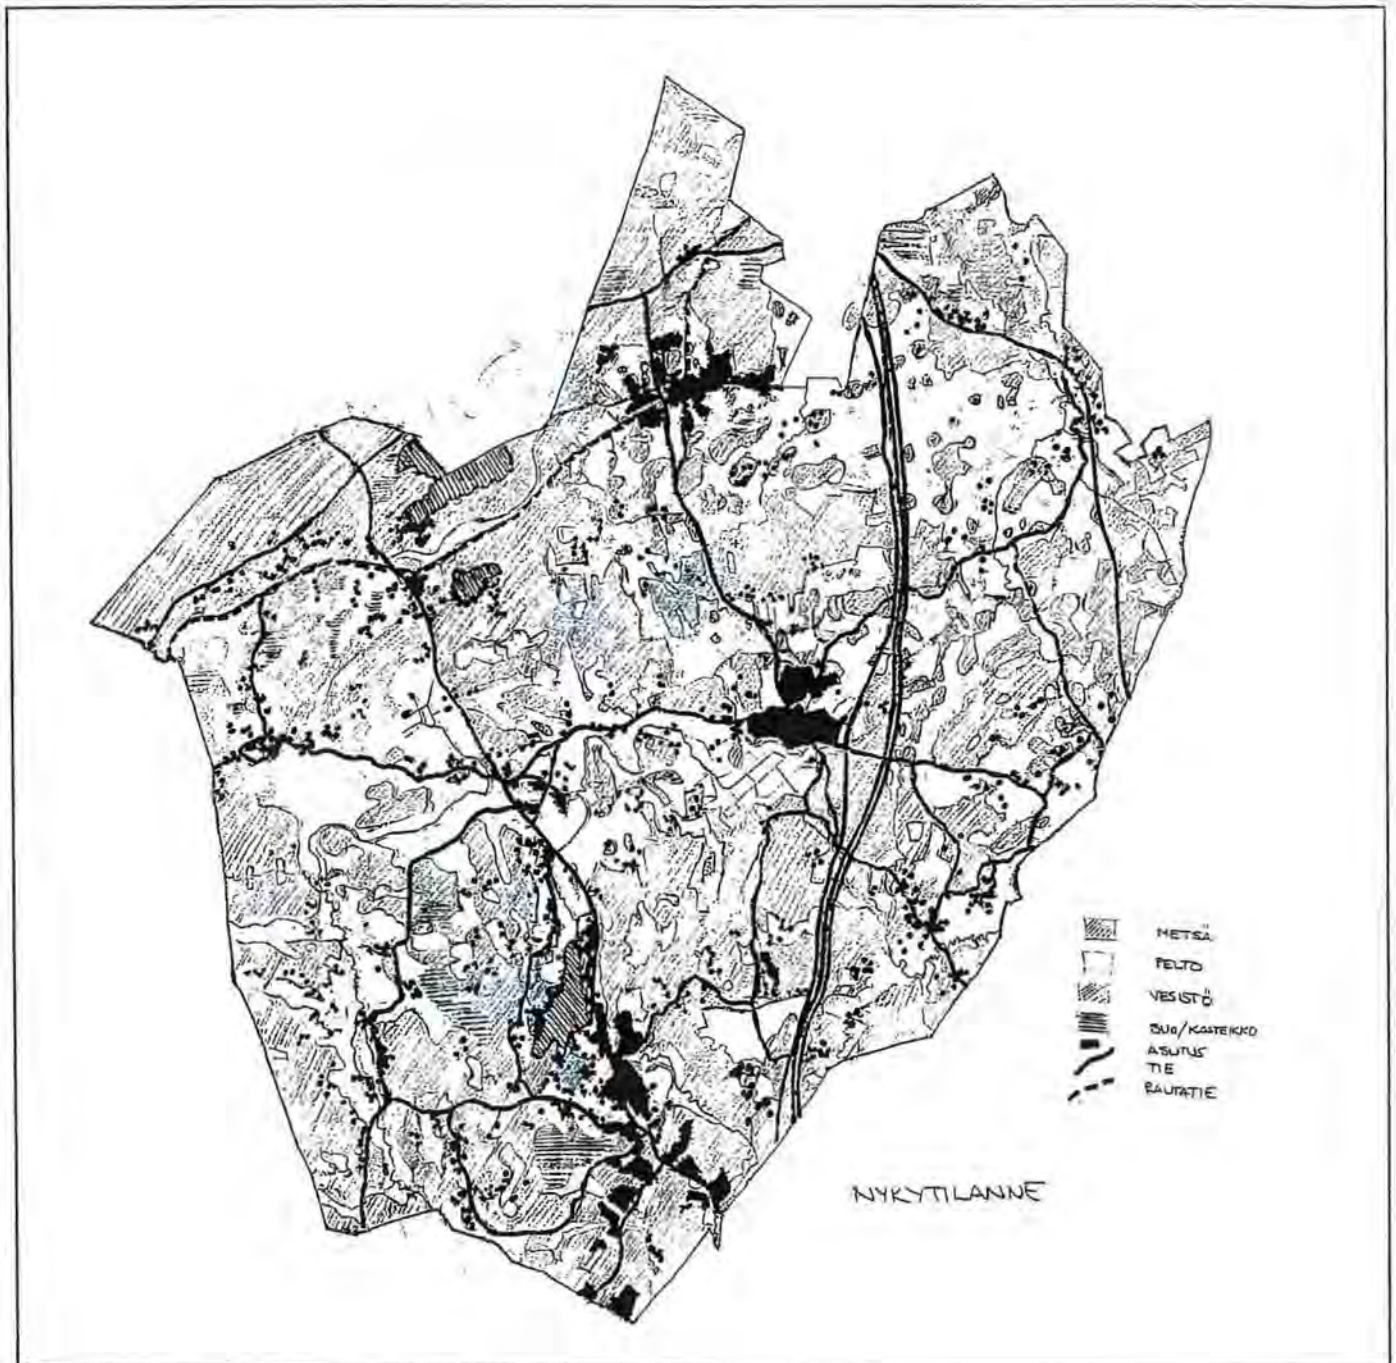 METSÄ
PELTO
VESISTÖ
SUO/KOSTEIKKO
ASUTUS
TIE
RAUTATIE
NYKYTILANNE